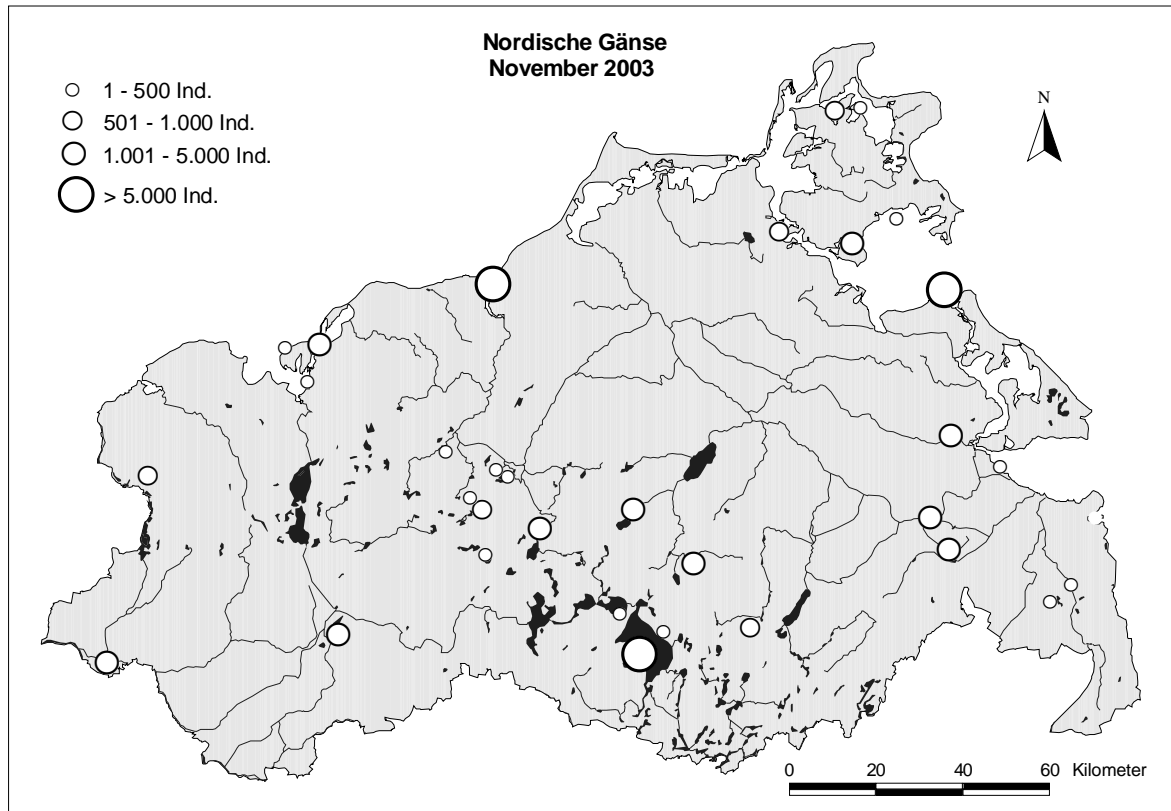 Nordische Gänse
November 2003
1 - 500 Ind.
501 - 1.000 Ind.
1.001 - 5.000 Ind.
> 5.000 Ind.
N
0 20 40 60 Kilometer